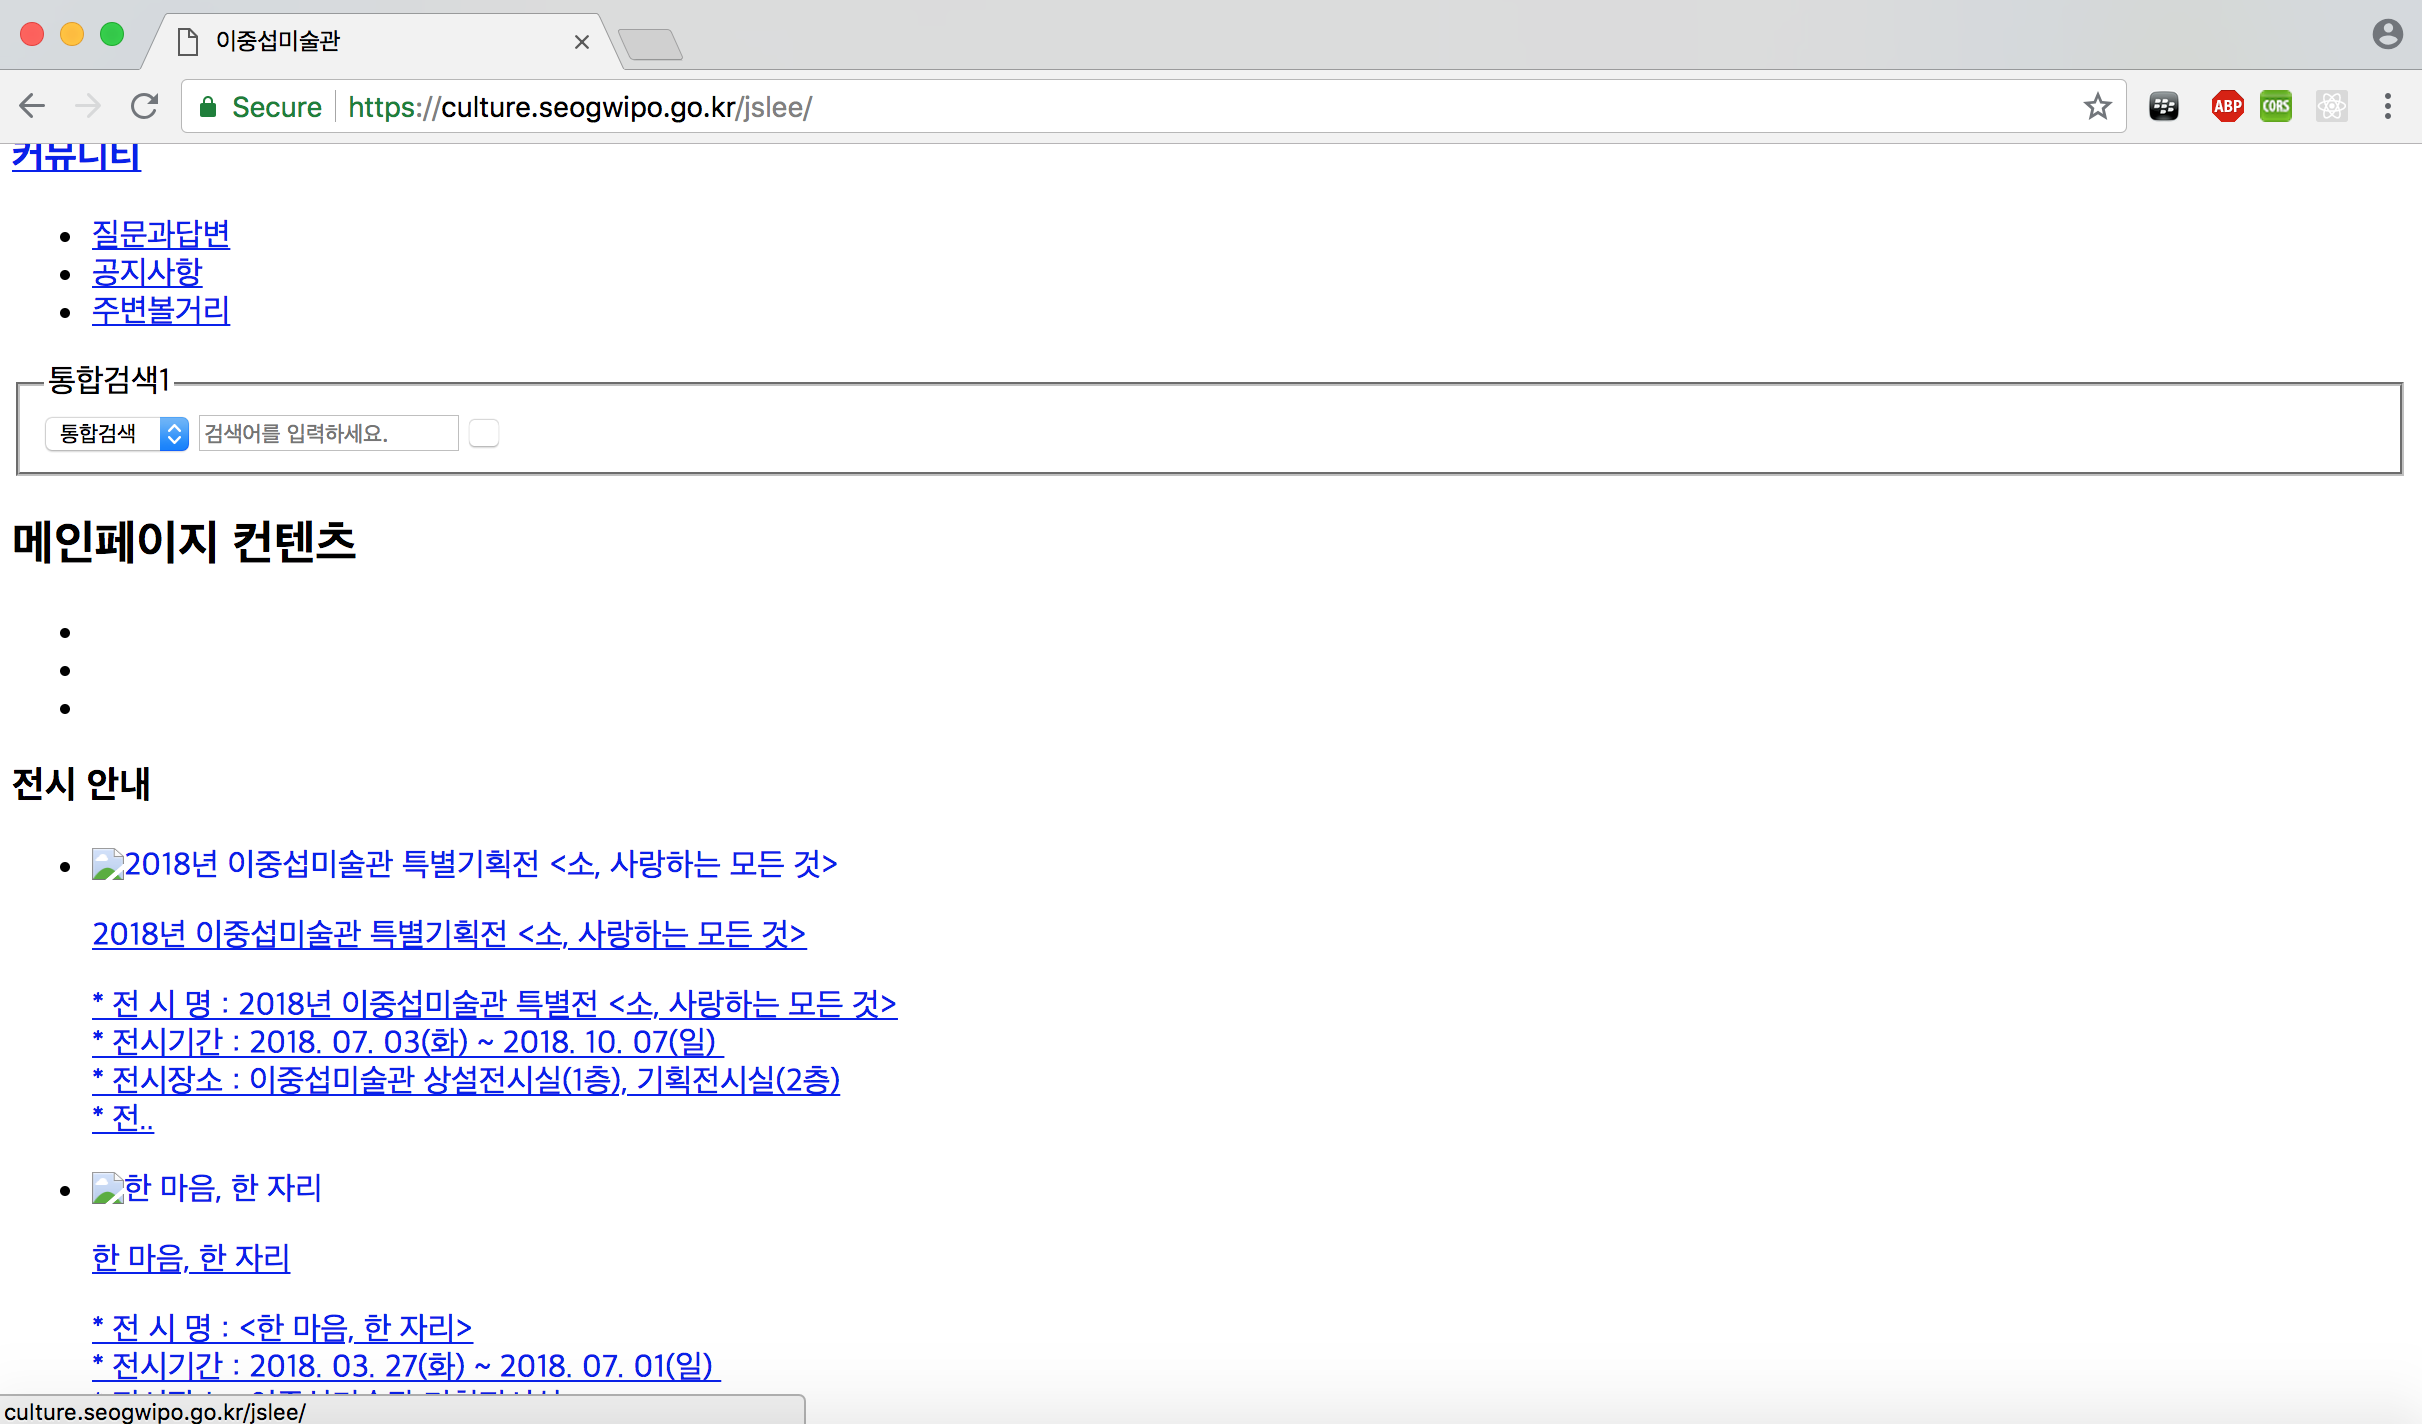 이중섭미술관
Secure https://culture.seogwipo.go.kr/jslee/
ABP CORS
커뮤니티
질문과답변
공지사항
주변볼거리
통합검색1
통합검색 검색어를 입력하세요.
메인페이지 컨텐츠
전시 안내
2018년 이중섭미술관 특별기획전 <소, 사랑하는 모든 것>
2018년 이중섭미술관 특별기획전 <소, 사랑하는 모든 것>
* 전 시 명 : 2018년 이중섭미술관 특별전 <소, 사랑하는 모든 것>
* 전시기간 : 2018. 07. 03(화) ~ 2018. 10. 07(일)
* 전시장소 : 이중섭미술관 상설전시실(1층), 기획전시실(2층)
* 전..
한 마음, 한 자리
한 마음, 한 자리
* 전 시 명 : <한 마음, 한 자리>
* 전시기간 : 2018. 03. 27(화) ~ 2018. 07. 01(일)
culture.seogwipo.go.kr/jslee/